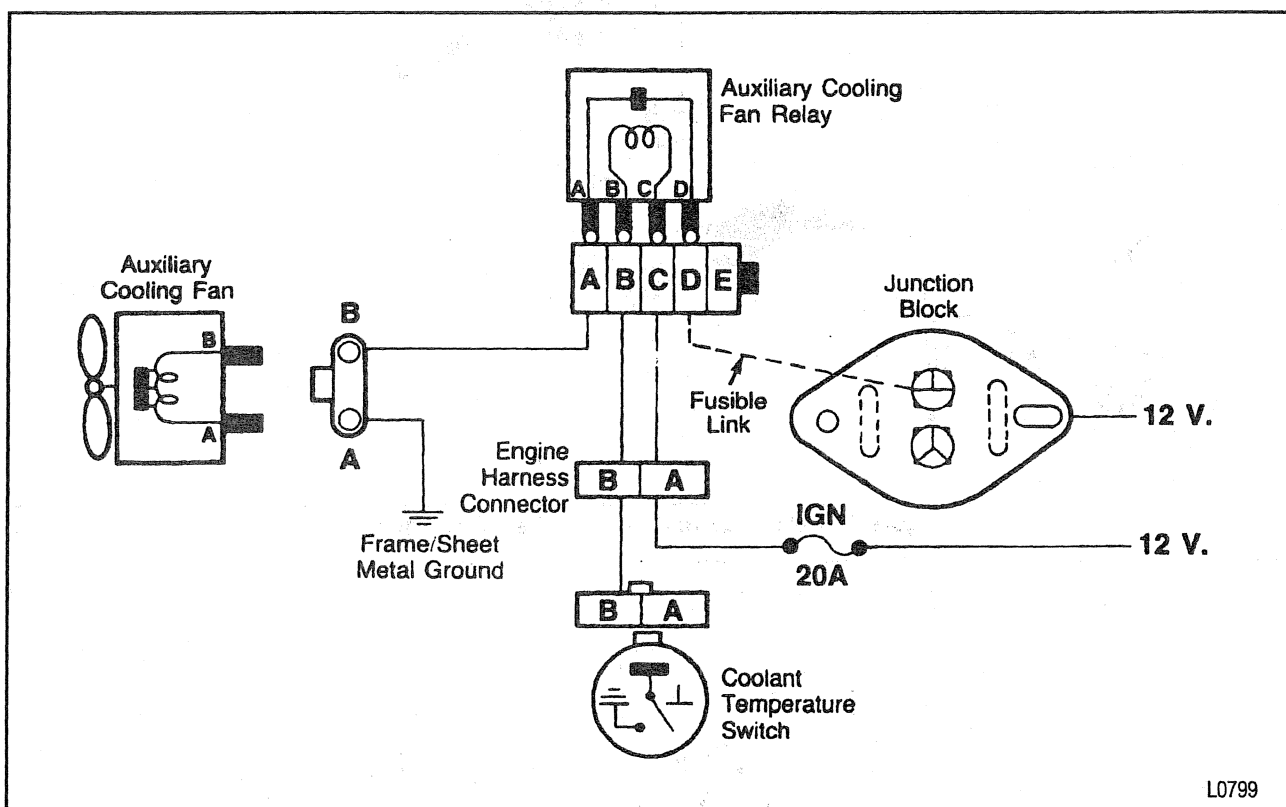 Auxiliary Cooling
Fan Relay
A B C D
A B C D E
Auxiliary
Cooling Fan
B
A
B
A
Frame/Sheet
Metal Ground
Junction
Block
Fusible
Link
12 V.
Engine
Harness
Connector
B A
IGN
20A
12 V.
B A
Coolant
Temperature
Switch
L0799